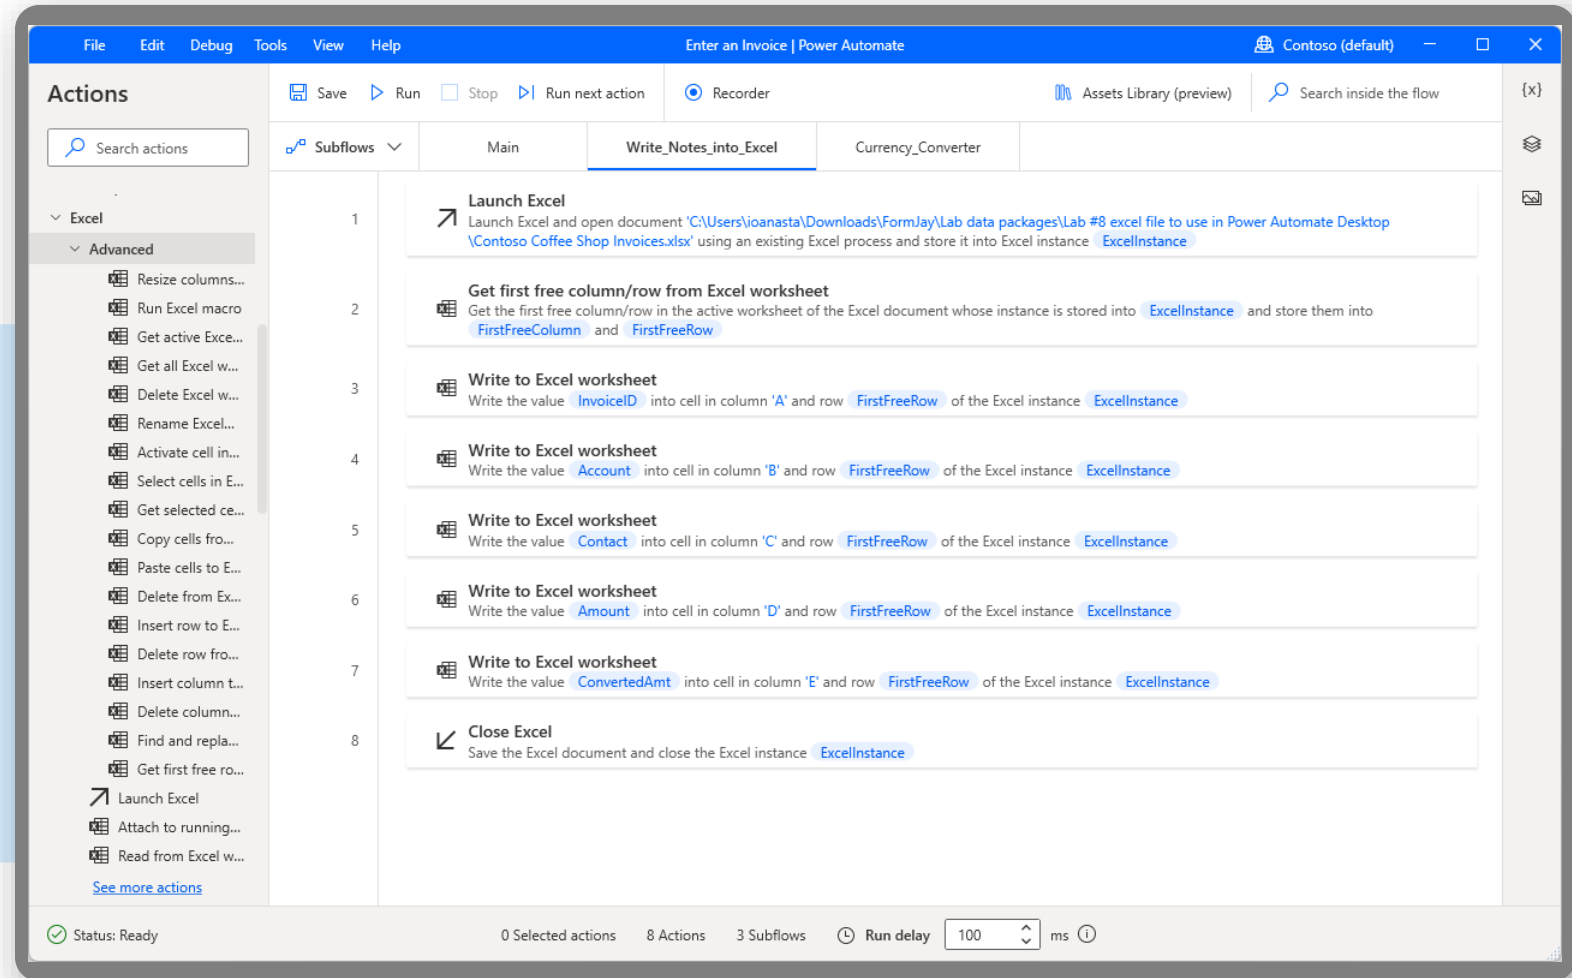 File Edit Debug Tools View Help Enter an Invoice | Power Automate Contoso (default)
Actions
Save Run Stop Run next action Recorder Assets Library (preview) Search inside the flow {x}
Search actions
Subflows Main Write_Notes_into_Excel Currency_Converter
Excel
Advanced
Resize columns...
Run Excel macro
Get active Exce...
Get all Excel w...
Delete Excel w...
Rename Excel...
Activate cell in...
Select cells in E...
Get selected ce...
Copy cells fro...
Paste cells to E...
Delete from Ex...
Insert row to E...
Delete row fro...
Insert column t...
Delete column...
Find and repla...
Get first free ro...
Launch Excel
Attach to running...
Read from Excel w...
See more actions
1
Launch Excel
Launch Excel and open document 'C:\Users\ioanasta\Downloads\FormJay\Lab data packages\Lab #8 excel file to use in Power Automate Desktop
\Contoso Coffee Shop Invoices.xlsx' using an existing Excel process and store it into Excel instance ExcelInstance
2
Get first free column/row from Excel worksheet
Get the first free column/row in the active worksheet of the Excel document whose instance is stored into ExcelInstance and store them into
FirstFreeColumn and FirstFreeRow
3
Write to Excel worksheet
Write the value InvoiceID into cell in column 'A' and row FirstFreeRow of the Excel instance ExcelInstance
4
Write to Excel worksheet
Write the value Account into cell in column 'B' and row FirstFreeRow of the Excel instance ExcelInstance
5
Write to Excel worksheet
Write the value Contact into cell in column 'C' and row FirstFreeRow of the Excel instance ExcelInstance
6
Write to Excel worksheet
Write the value Amount into cell in column 'D' and row FirstFreeRow of the Excel instance ExcelInstance
7
Write to Excel worksheet
Write the value ConvertedAmt into cell in column 'E' and row FirstFreeRow of the Excel instance ExcelInstance
8
Close Excel
Save the Excel document and close the Excel instance ExcelInstance
Status: Ready 0 Selected actions 8 Actions 3 Subflows Run delay 100 ms